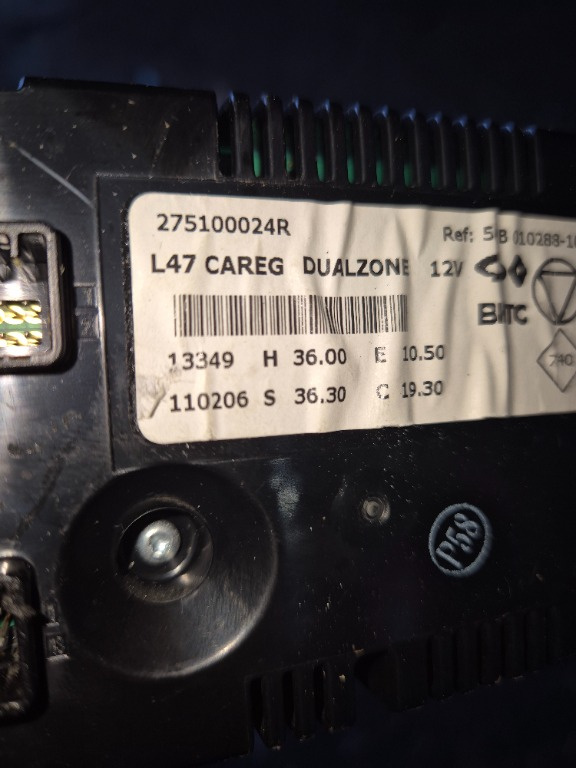 275100024R
Ref:
L47 CAREG DUALZONE 12V
BITC
13349 H 36.00 E 10.50
110206 S 36.30 C 19.30
P58